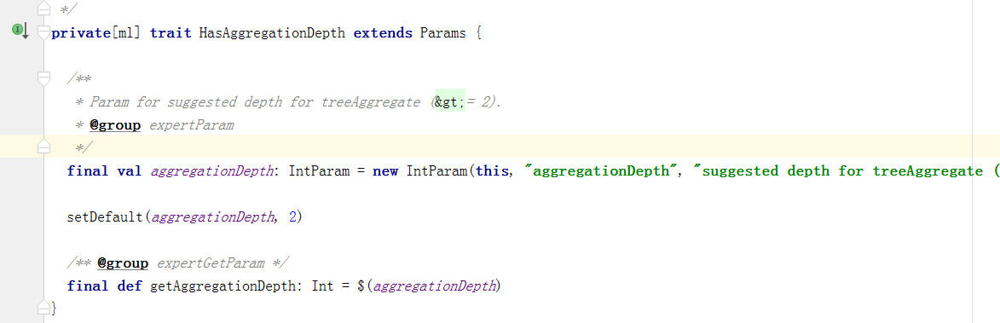 */
private[ml] trait HasAggregationDepth extends Params {
/**
* Param for suggested depth for treeAggregate (&gt;= 2).
* @group expertParam
*/
final val aggregationDepth: IntParam = new IntParam(this, "aggregationDepth", "suggested depth for treeAggregate (
setDefault(aggregationDepth, 2)
/** @group expertGetParam */
final def getAggregationDepth: Int = $(aggregationDepth)
}